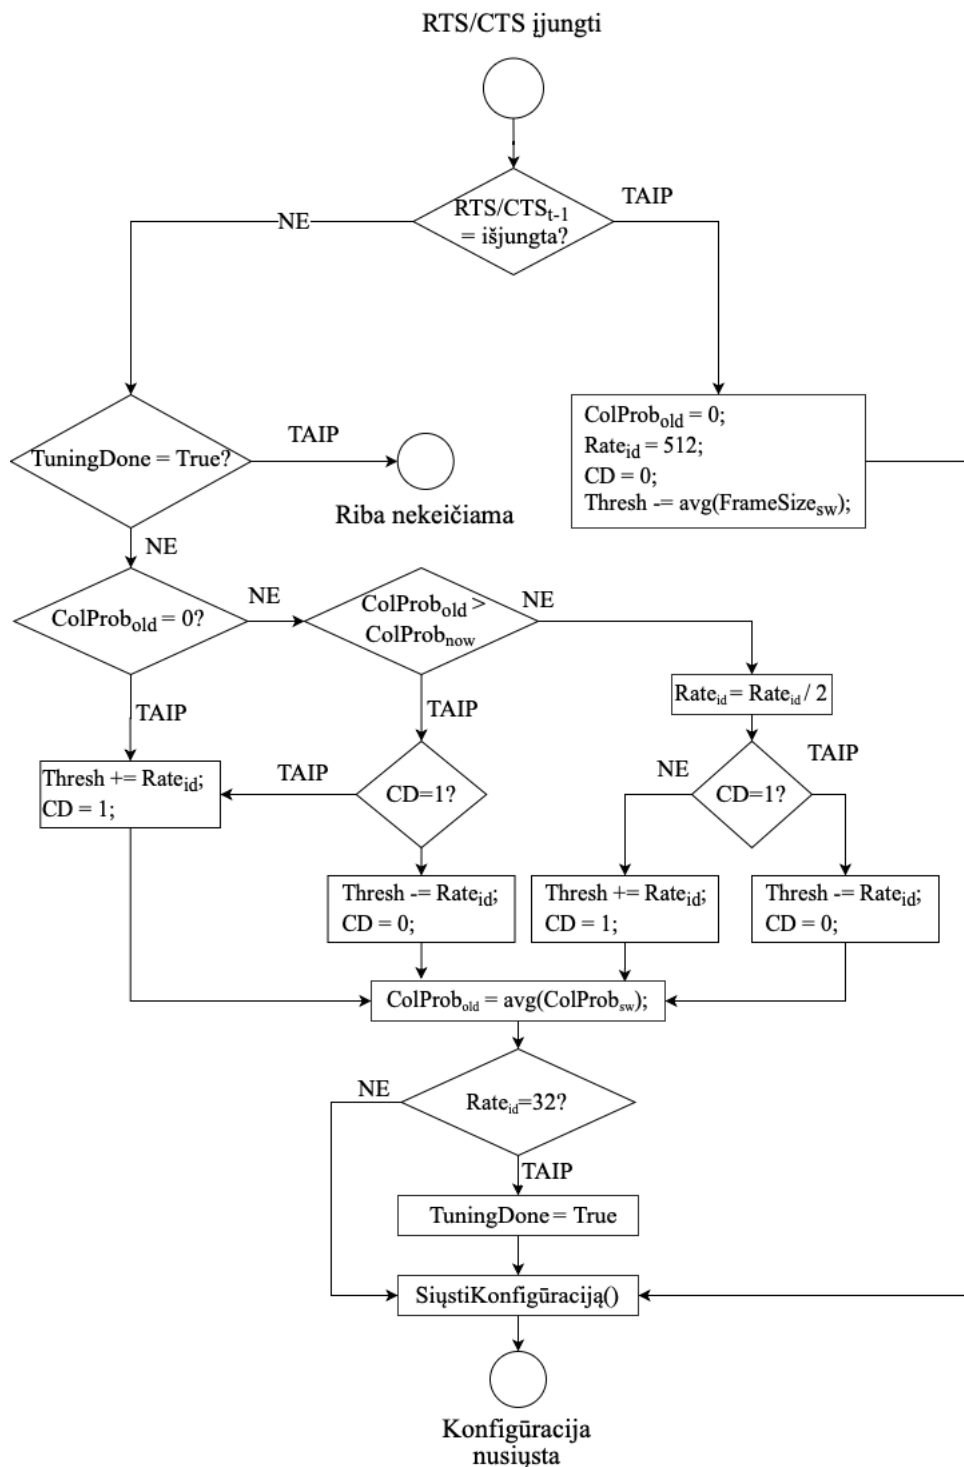 RTS/CTS įjungti
RTS/CTSt-1
= išjungta?
TAIP
NE
ColProbold = 0;
Rateid = 512;
CD = 0;
Thresh -= avg(FrameSizesw);
TuningDone = True?
TAIP
Riba nekeičiama
NE
ColProbold = 0?
NE
ColProbold >
ColProbnow
NE
TAIP
TAIP
Rateid = Rateid / 2
Thresh += Rateid;
CD = 1;
TAIP
CD=1?
NE
CD=1?
TAIP
Thresh -= Rateid;
CD = 0;
Thresh += Rateid;
CD = 1;
Thresh -= Rateid;
CD = 0;
ColProbold = avg(ColProbsw);
NE
Rateid=32?
TAIP
TuningDone = True
SiųstiKonfigūraciją()
Konfigūracija
nusiųsta